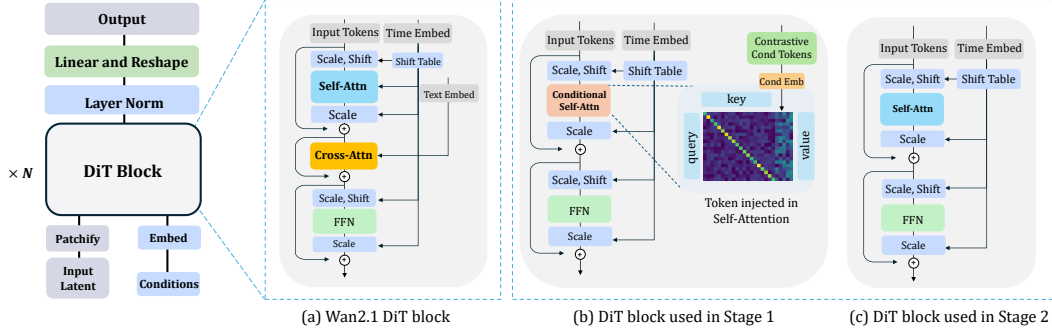 Output
Linear and Reshape
Layer Norm
× N
DiT Block
Patchify
Embed
Input
Latent
Conditions
Input Tokens
Time Embed
Scale, Shift
Shift Table
Self-Attn
Text Embed
Scale
Cross-Attn
Scale, Shift
FFN
Scale
(a) Wan2.1 DiT block
Input Tokens
Time Embed
Contrastive
Cond Tokens
Scale, Shift
Shift Table
Cond Emb
Conditional
Self-Attn
key
Scale
query
value
Scale, Shift
Token injected in
Self-Attention
FFN
Scale
(b) DiT block used in Stage 1
Input Tokens
Time Embed
Scale, Shift
Shift Table
Self-Attn
Scale
Scale, Shift
FFN
Scale
(c) DiT block used in Stage 2